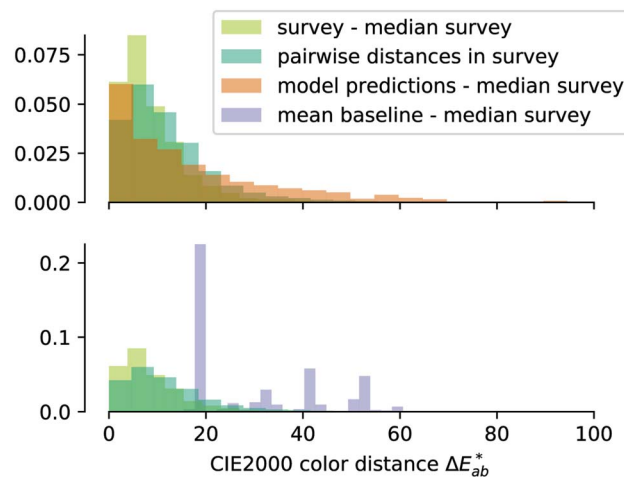 survey - median survey
pairwise distances in survey
model predictions - median survey
mean baseline - median survey
0.075
0.050
0.025
0.000
0.2
0.1
0.0
0 20 40 60 80 100
CIE2000 color distance ΔE*ab